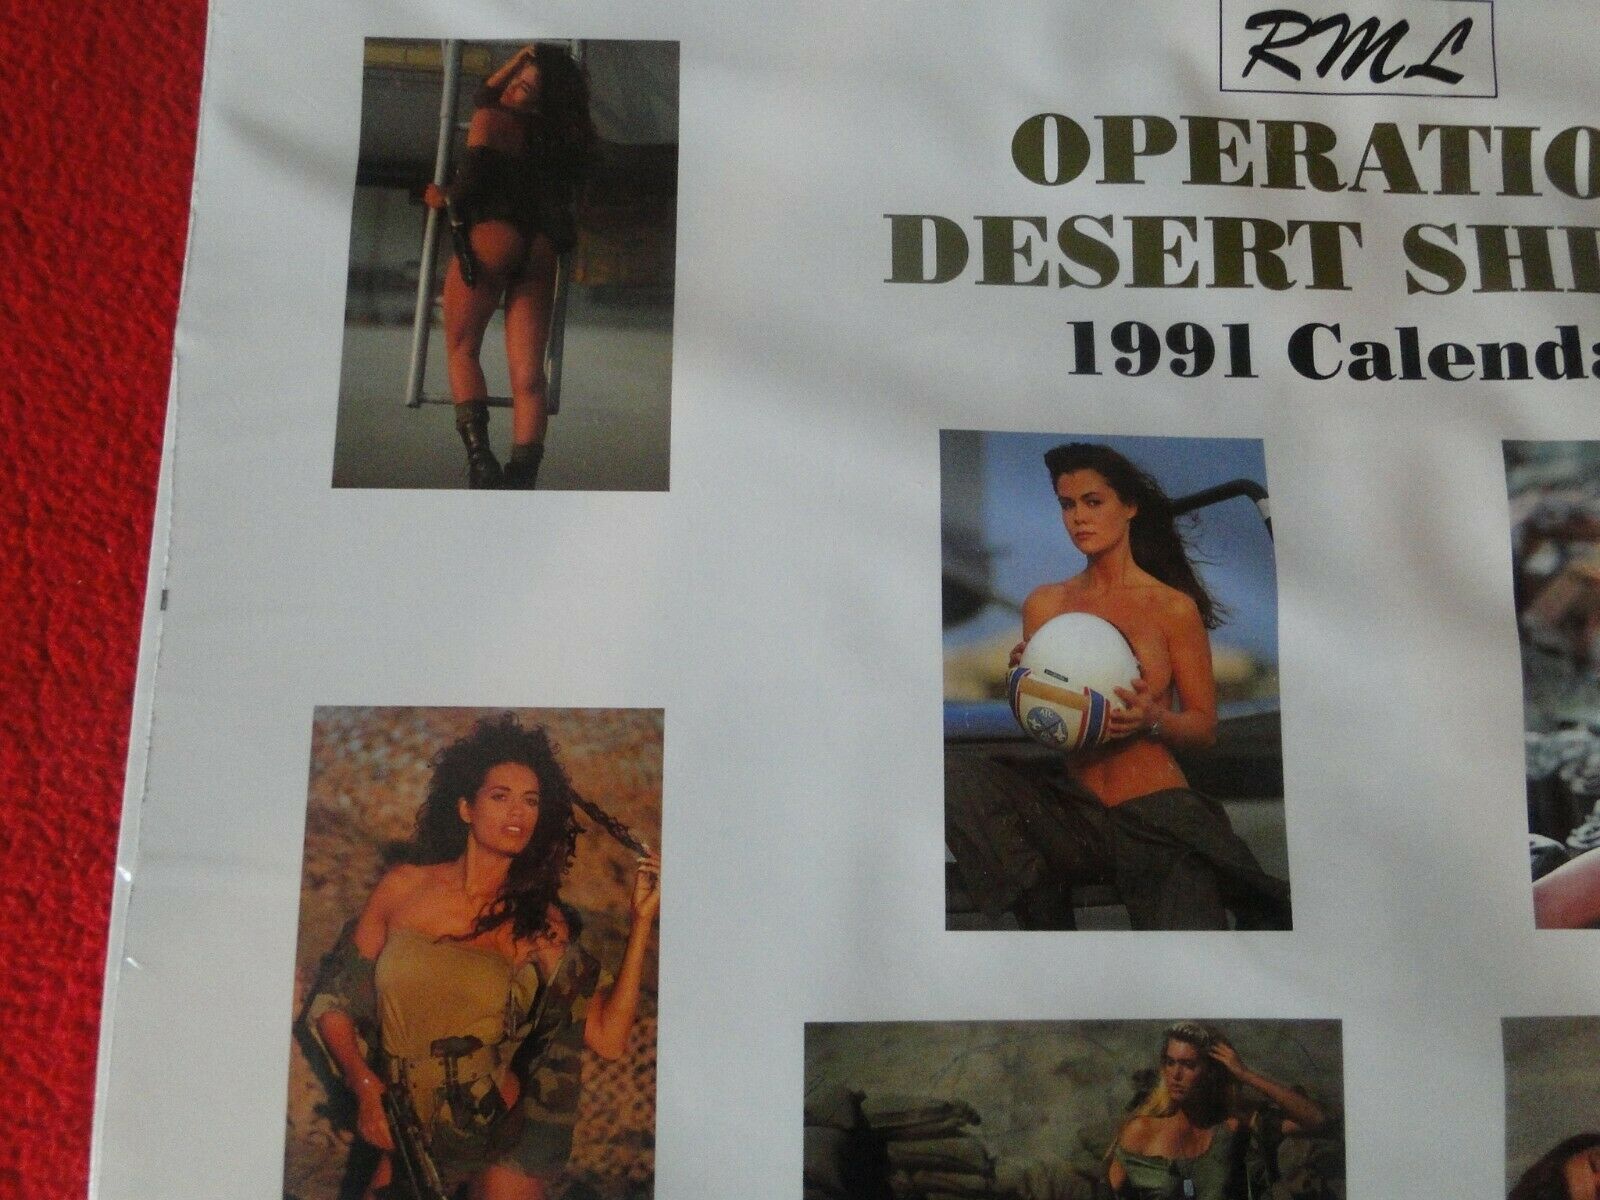 RML
OPERATIO
DESERT SHI
1991 Calenda